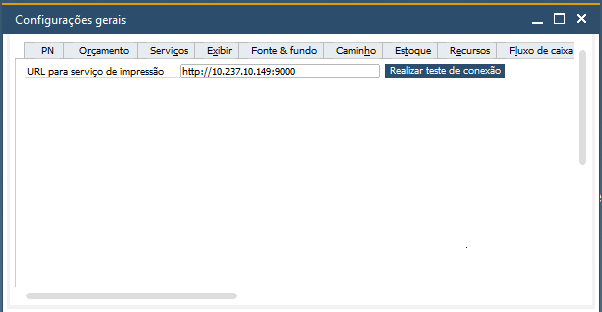 Configurações gerais
PN Orçamento Serviços Exibir Fonte & fundo Caminho Estoque Recursos Fluxo de caixa
URL para serviço de impressão http://10.237.10.149:9000 Realizar teste de conexão